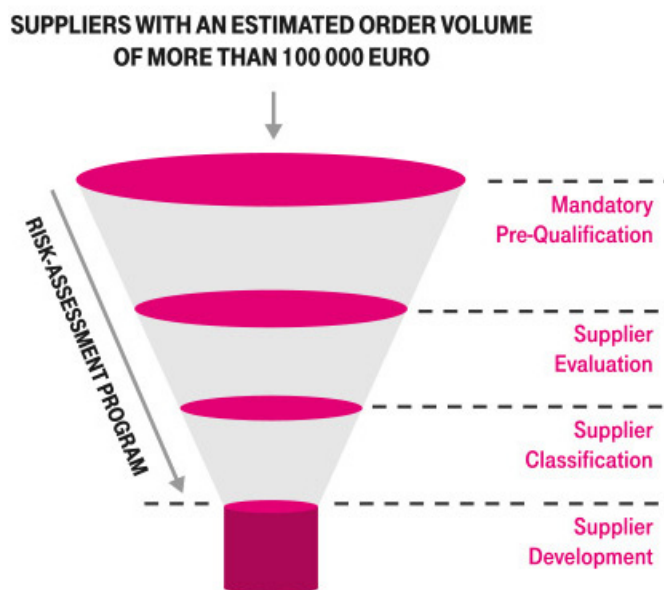 SUPPLIERS WITH AN ESTIMATED ORDER VOLUME
OF MORE THAN 100 000 EURO
RISK-ASSESSMENT PROGRAM
Mandatory
Pre-Qualification
Supplier
Evaluation
Supplier
Classification
Supplier
Development